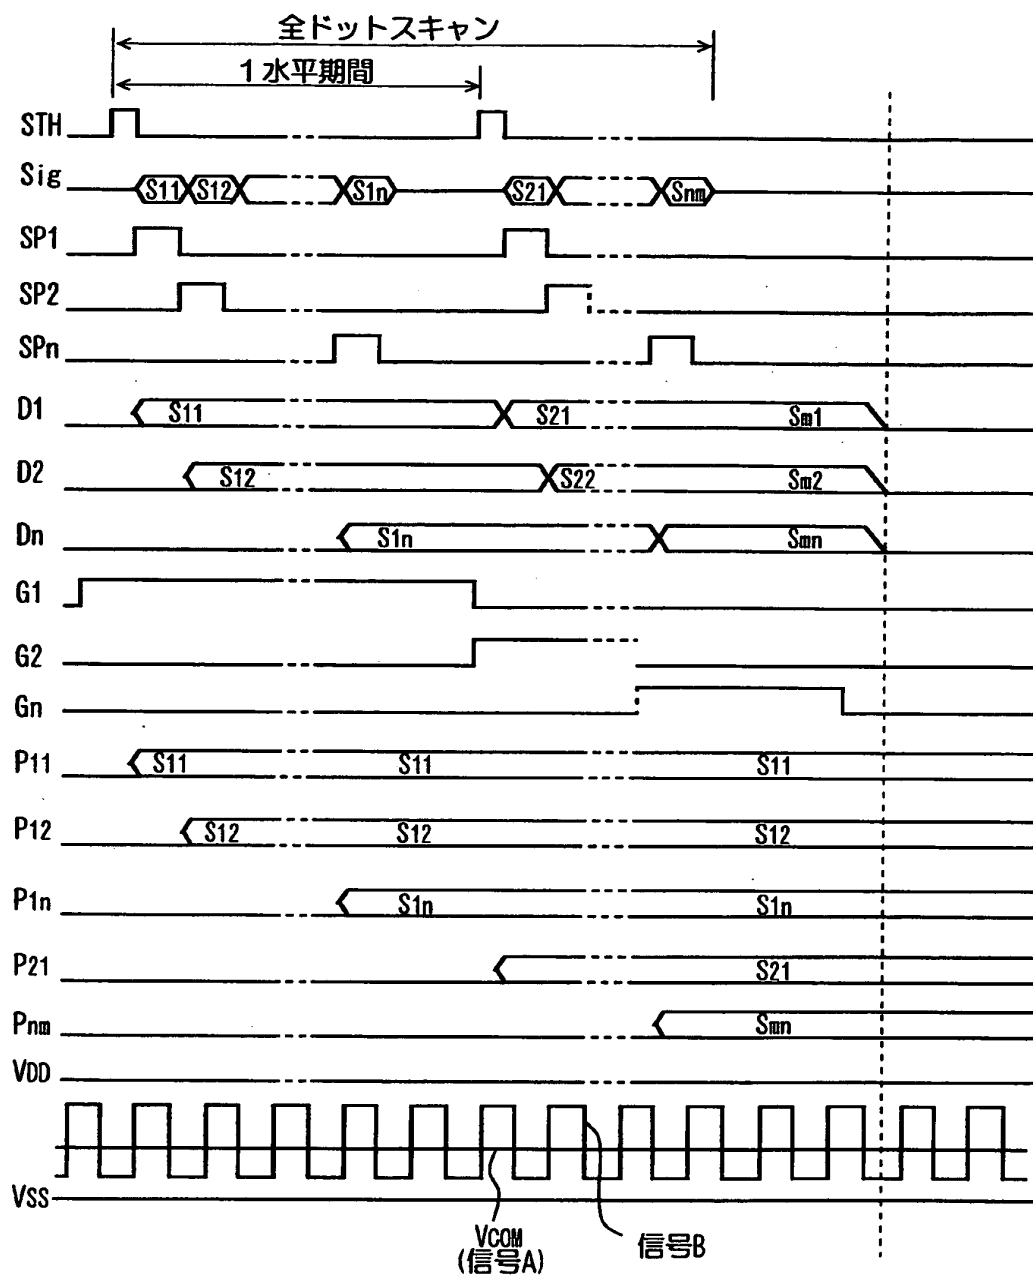 全ドットスキャン
1水平期間
STH
Sig S11 S12 S1n S21 Snm
SP1
SP2
SPn
D1 S11 S21 Sm1
D2 S12 S22 Sm2
Dn S1n Smn
G1
G2
Gn
P11 S11 S11 S11
P12 S12 S12 S12
P1n S1n S1n
P21 S21
Pnm Smn
VDD
VSS
VCOM
(信号A)
信号B